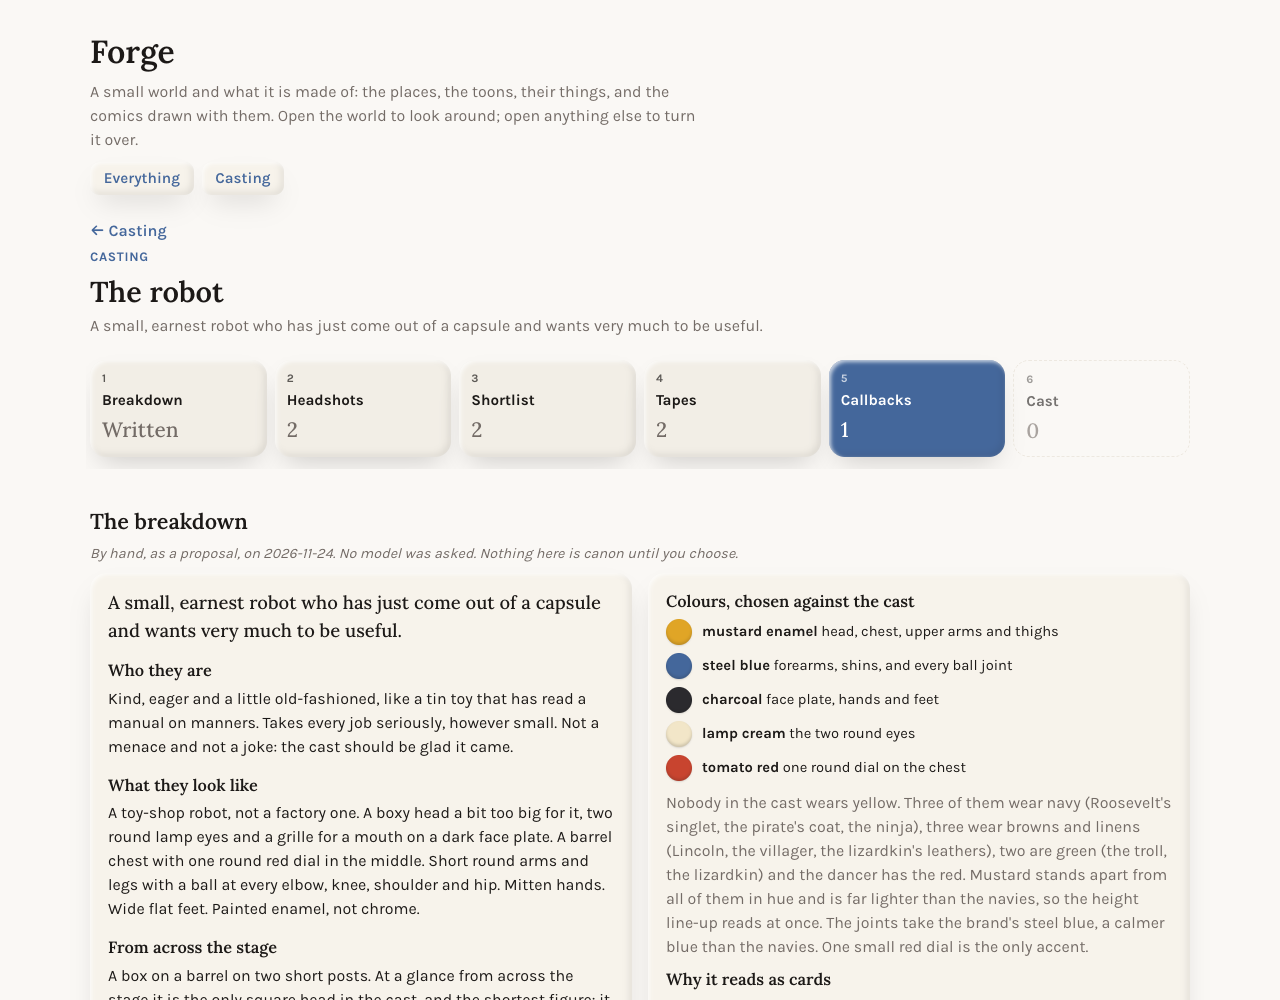 Forge
A small world and what it is made of: the places, the toons, their things, and the
comics drawn with them. Open the world to look around; open anything else to turn
it over.
Everything
Casting
← Casting
CASTING
The robot
A small, earnest robot who has just come out of a capsule and wants very much to be useful.
1
Breakdown
Written
2
Headshots
2
3
Shortlist
2
4
Tapes
2
5
Callbacks
1
6
Cast
0
The breakdown
By hand, as a proposal, on 2026-11-24. No model was asked. Nothing here is canon until you choose.
A small, earnest robot who has just come out of a capsule
and wants very much to be useful.
Who they are
Kind, eager and a little old-fashioned, like a tin toy that has read a
manual on manners. Takes every job seriously, however small. Not a
menace and not a joke: the cast should be glad it came.
What they look like
A toy-shop robot, not a factory one. A boxy head a bit too big for it, two
round lamp eyes and a grille for a mouth on a dark face plate. A barrel
chest with one round red dial in the middle. Short round arms and
legs with a ball at every elbow, knee, shoulder and hip. Mitten hands.
Wide flat feet. Painted enamel, not chrome.
From across the stage
A box on a barrel on two short posts. At a glance from across the
stage it is the only square head in the cast, and the shortest figure: it
Colours, chosen against the cast
mustard enamel head, chest, upper arms and thighs
steel blue forearms, shins, and every ball joint
charcoal face plate, hands and feet
lamp cream the two round eyes
tomato red one round dial on the chest
Nobody in the cast wears yellow. Three of them wear navy (Roosevelt's
singlet, the pirate's coat, the ninja), three wear browns and linens
(Lincoln, the villager, the lizardkin's leathers), two are green (the troll,
the lizardkin) and the dancer has the red. Mustard stands apart from
all of them in hue and is far lighter than the navies, so the height
line-up reads at once. The joints take the brand's steel blue, a calmer
blue than the navies. One small red dial is the only accent.
Why it reads as cards